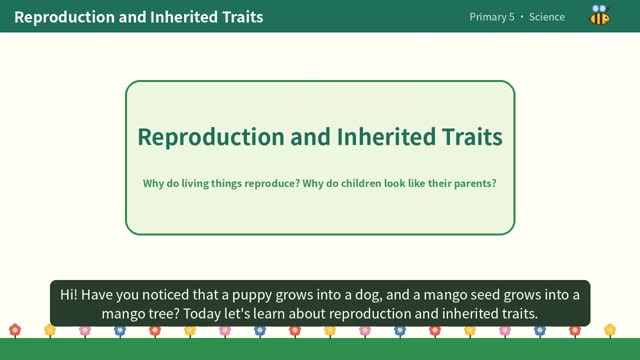 Reproduction and Inherited Traits
Primary 5 • Science
Reproduction and Inherited Traits
Why do living things reproduce? Why do children look like their parents?
Hi! Have you noticed that a puppy grows into a dog, and a mango seed grows into a
mango tree? Today let's learn about reproduction and inherited traits.